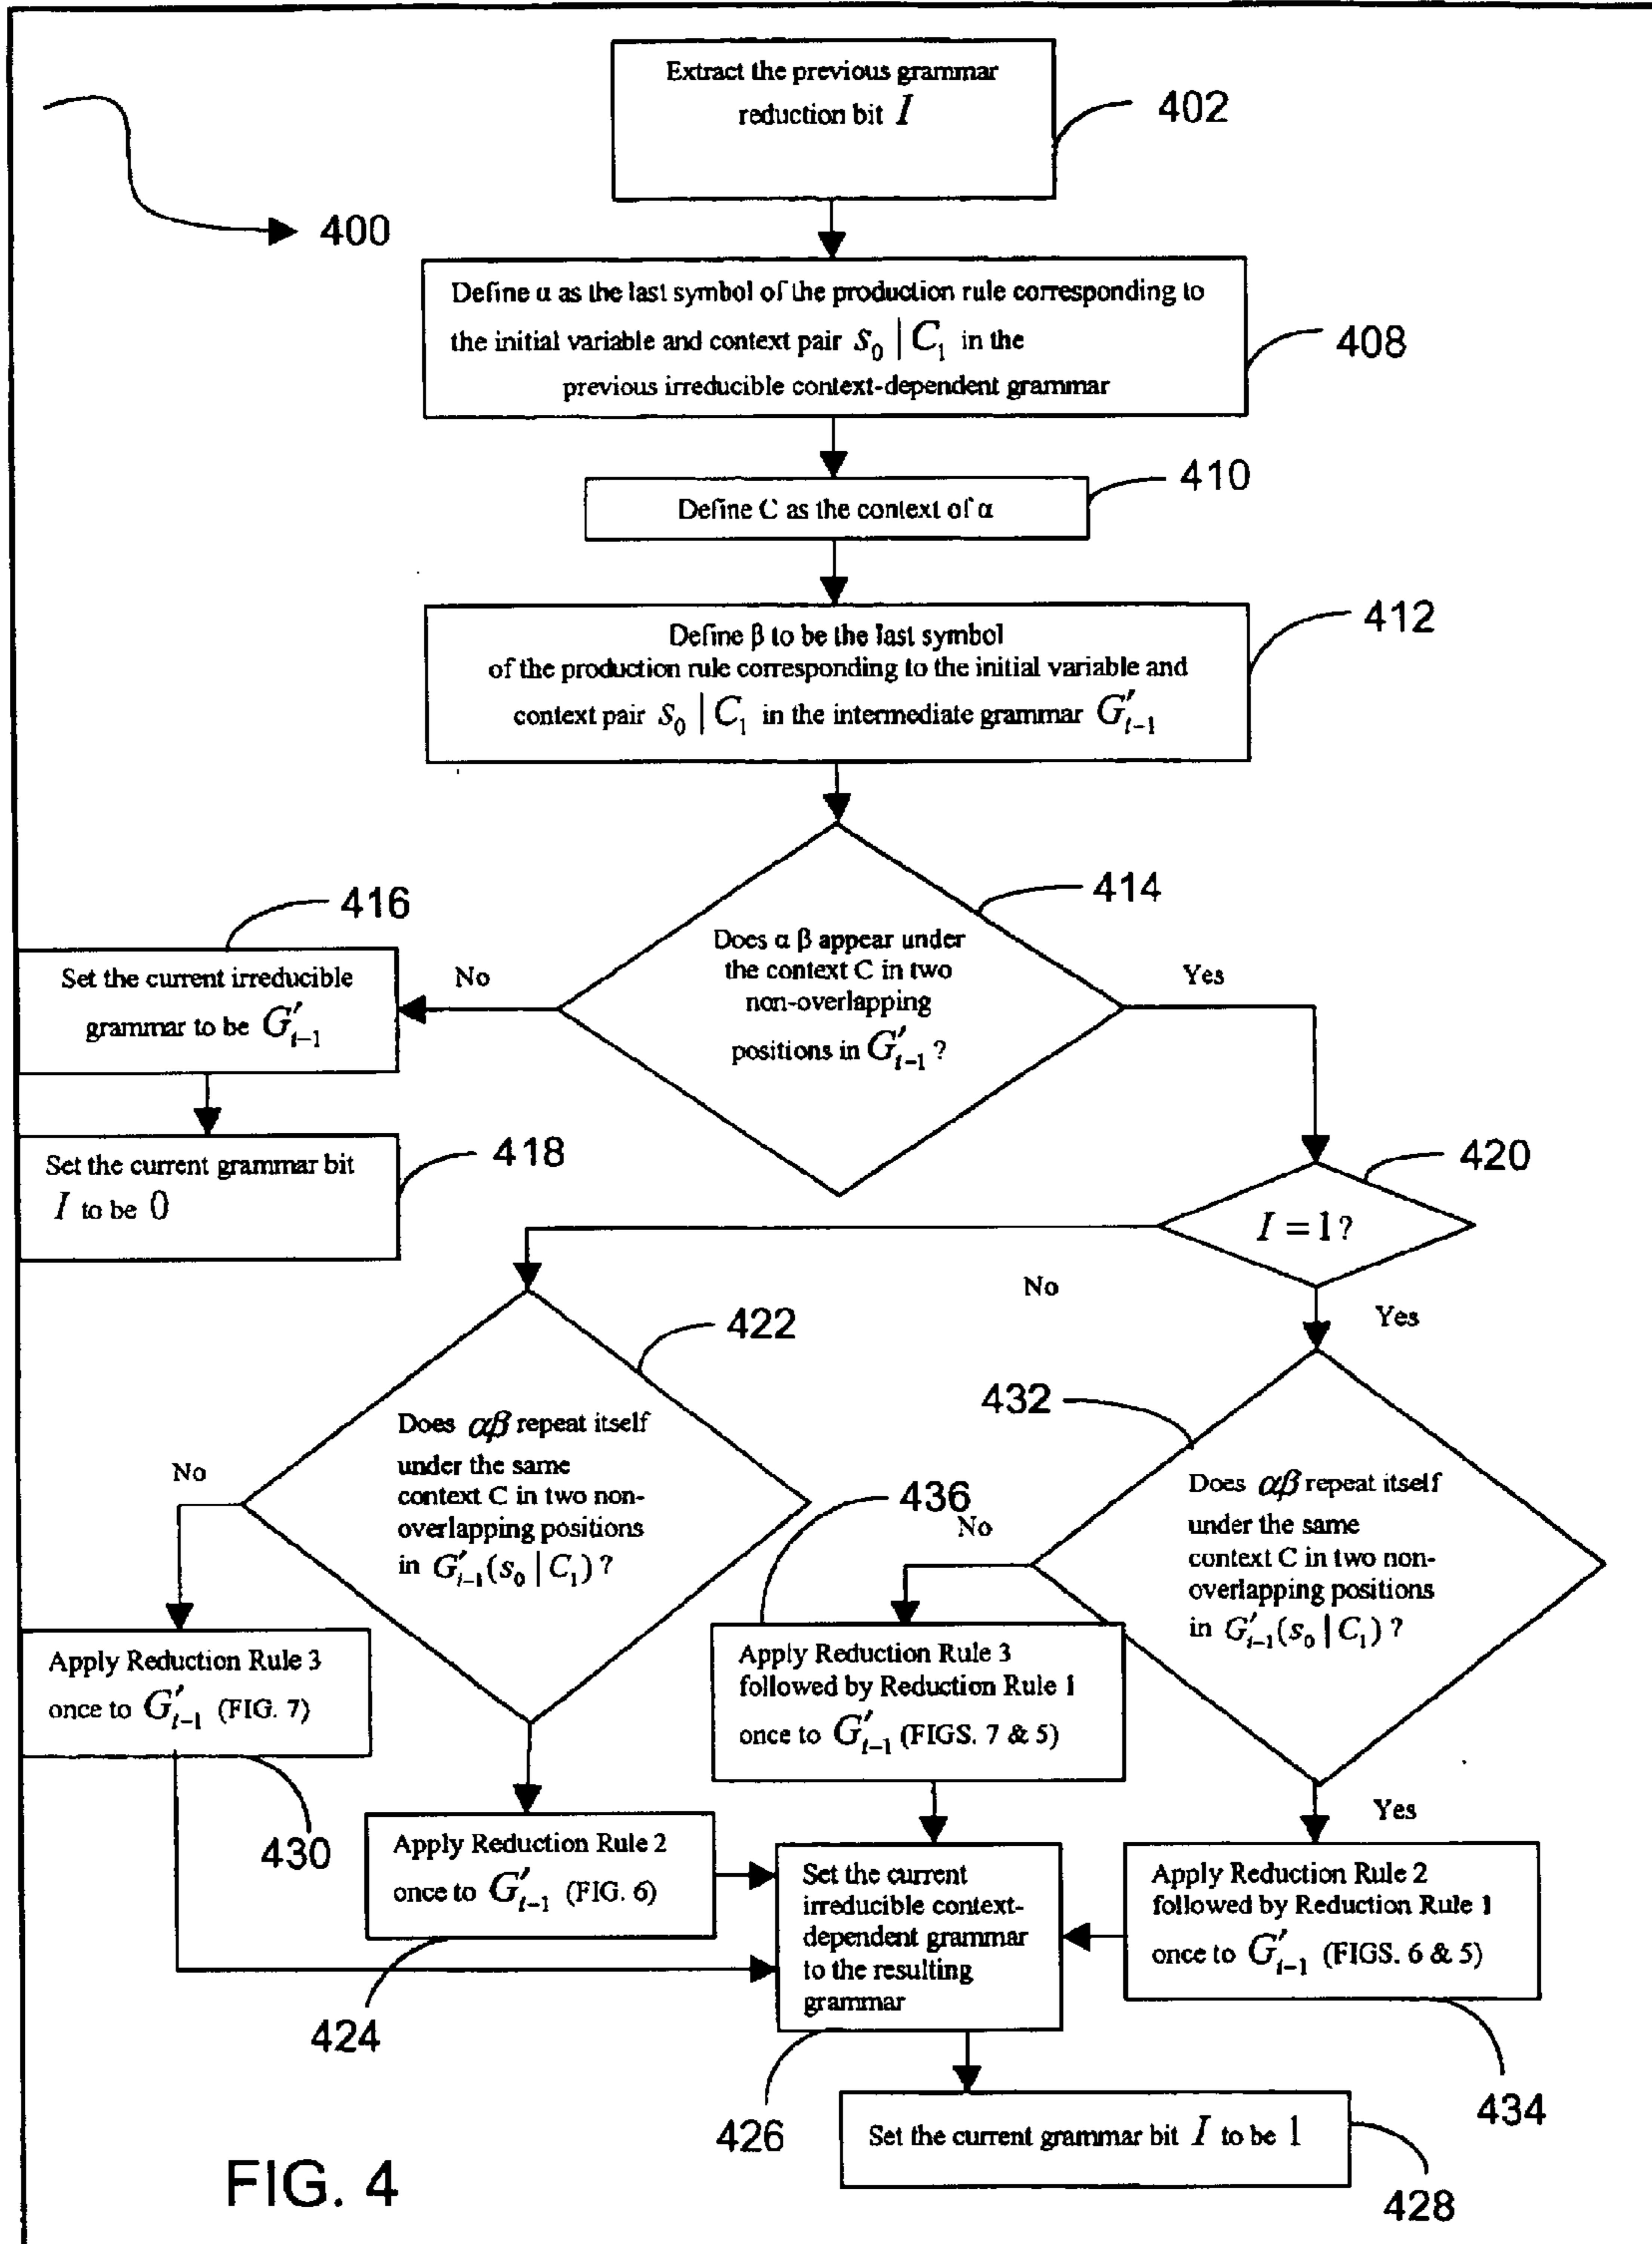 Extract the previous grammar
reduction bit I
402
400
Define α as the last symbol of the production rule corresponding to
the initial variable and context pair s₀ | C₁ in the
previous irreducible context-dependent grammar
408
410
Define C as the context of α
412
Define β to be the last symbol
of the production rule corresponding to the initial variable and
context pair s₀ | C₁ in the intermediate grammar G′ᵢ₋₁
414
416
Does α β appear under
the context C in two
non-overlapping
positions in G′ᵢ₋₁ ?
No
Yes
Set the current irreducible
grammar to be G′ᵢ₋₁
Set the current grammar bit
I to be 0
418
420
I = 1?
No
Yes
422
Does αβ repeat itself
under the same
context C in two non-
overlapping positions
in G′ᵢ₋₁(s₀ | C₁) ?
No
432
Does αβ repeat itself
under the same
context C in two non-
overlapping positions
in G′ᵢ₋₁(s₀ | C₁) ?
436
No
Yes
Apply Reduction Rule 3
once to G′ᵢ₋₁ (FIG. 7)
430
Apply Reduction Rule 3
followed by Reduction Rule 1
once to G′ᵢ₋₁ (FIGS. 7 & 5)
Apply Reduction Rule 2
once to G′ᵢ₋₁ (FIG. 6)
424
Set the current
irreducible context-
dependent grammar
to the resulting
grammar
426
Apply Reduction Rule 2
followed by Reduction Rule 1
once to G′ᵢ₋₁ (FIGS. 6 & 5)
434
Set the current grammar bit I to be 1
428
FIG. 4